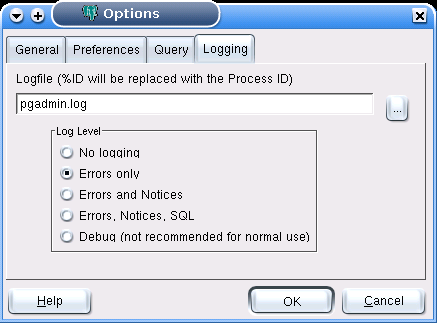 Options
General Preferences Query Logging
Logfile (%ID will be replaced with the Process ID)
pgadmin.log
...
Log Level
No logging
Errors only
Errors and Notices
Errors, Notices, SQL
Debug (not recommended for normal use)
Help OK Cancel